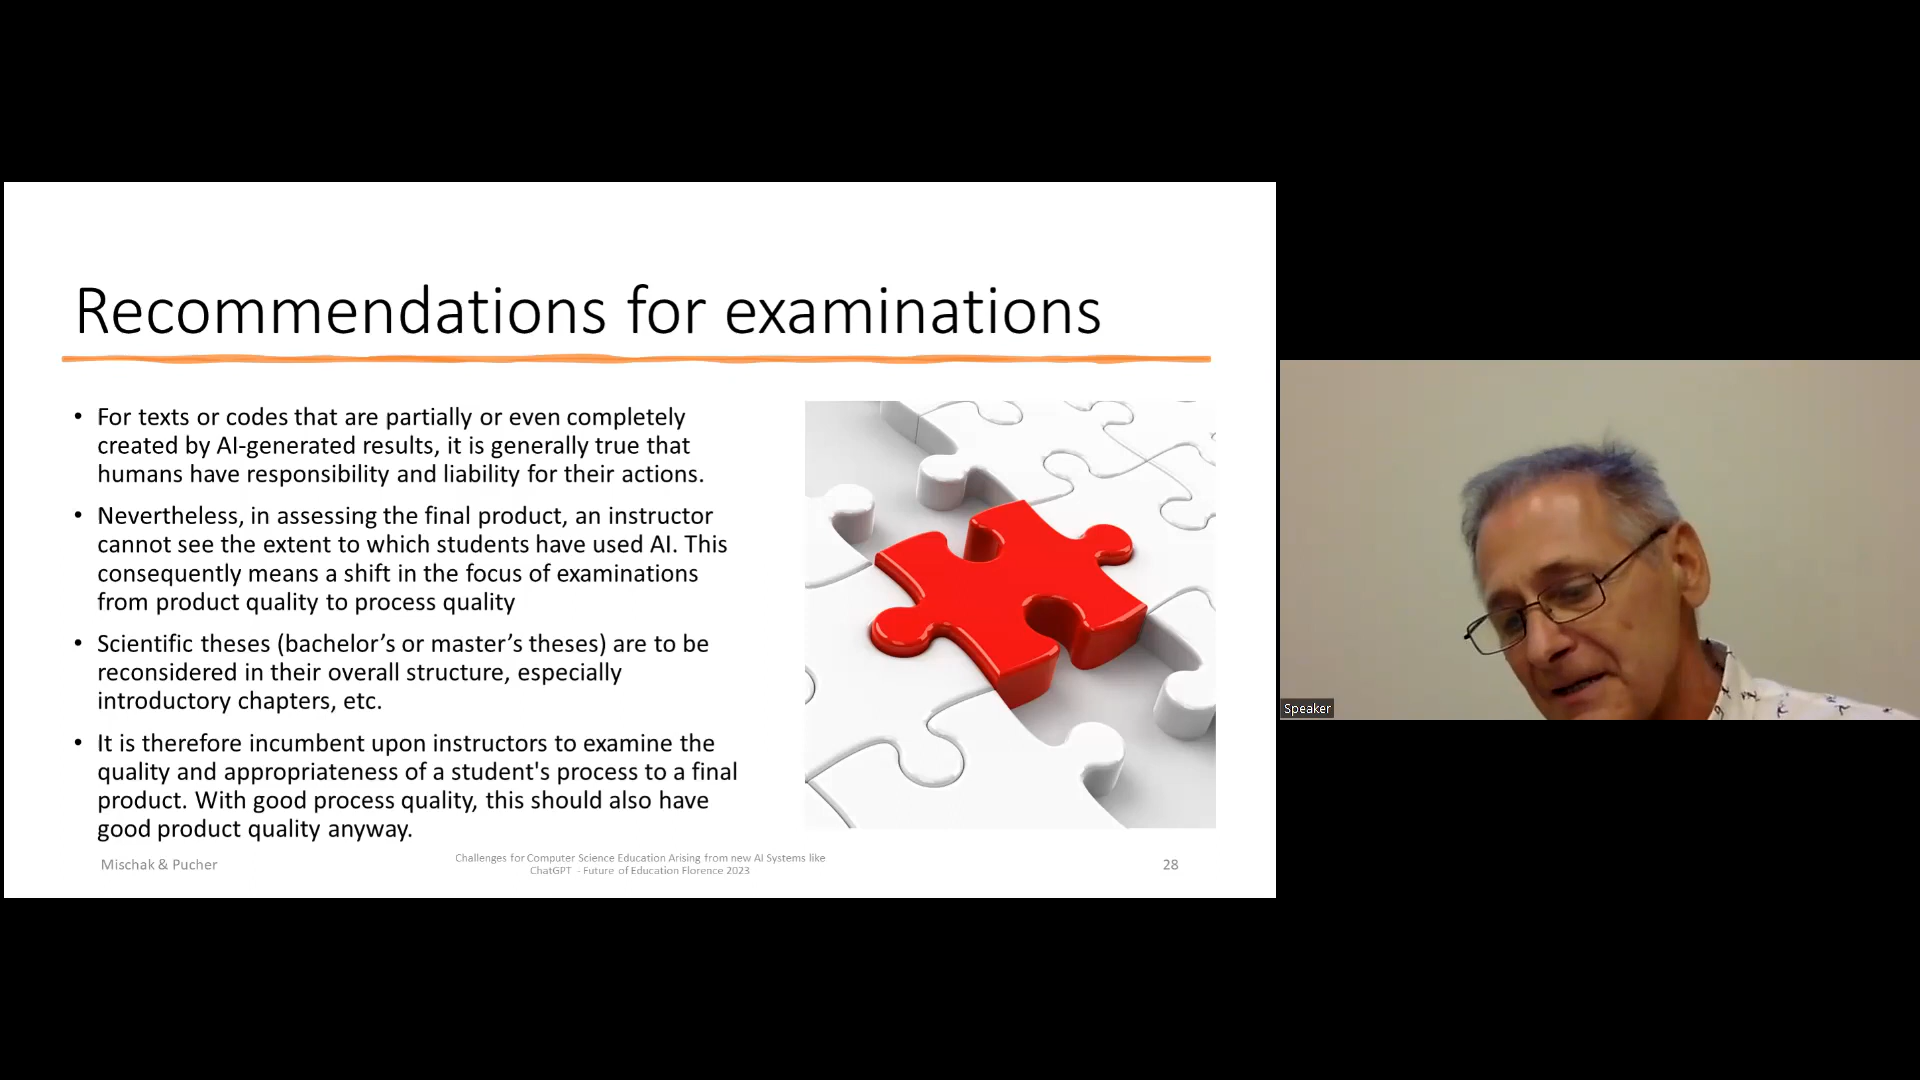 Recommendations for examinations
• For texts or codes that are partially or even completely
created by AI-generated results, it is generally true that
humans have responsibility and liability for their actions.
• Nevertheless, in assessing the final product, an instructor
cannot see the extent to which students have used AI. This
consequently means a shift in the focus of examinations
from product quality to process quality
• Scientific theses (bachelor’s or master’s theses) are to be
reconsidered in their overall structure, especially
introductory chapters, etc.
• It is therefore incumbent upon instructors to examine the
quality and appropriateness of a student's process to a final
product. With good process quality, this should also have
good product quality anyway.
Mischak & Pucher
Challenges for Computer Science Education Arising from new AI Systems like
ChatGPT - Future of Education Florence 2023
28
Speaker